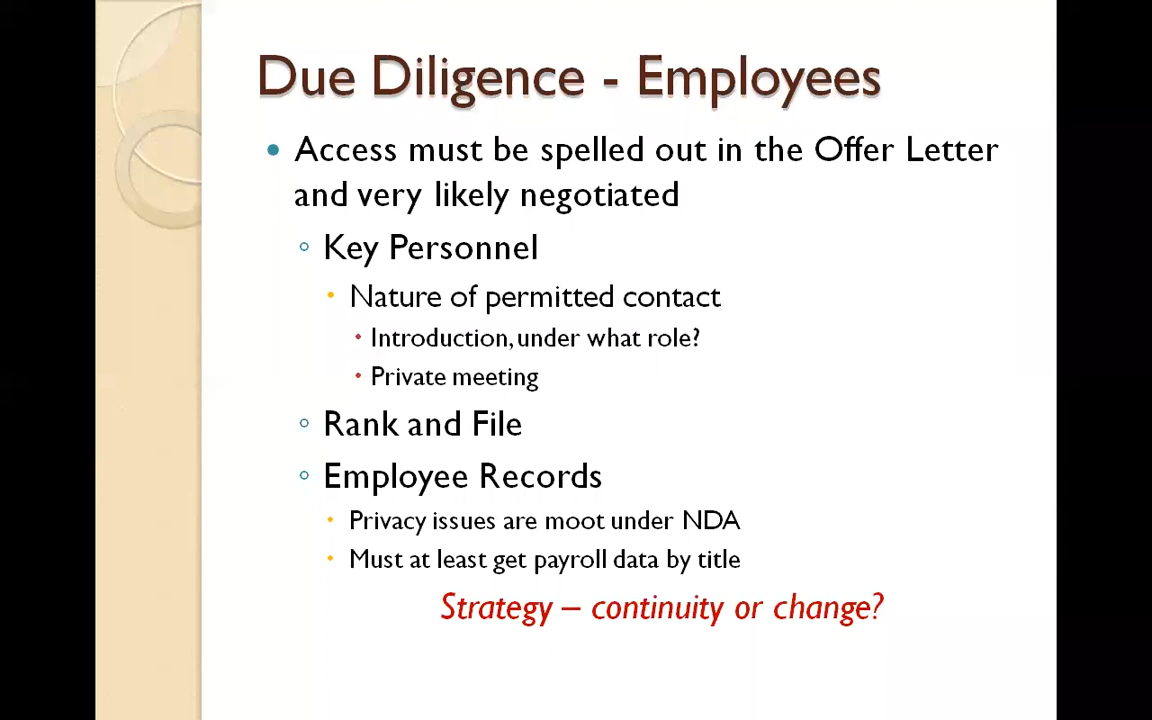 Due Diligence - Employees
• Access must be spelled out in the Offer Letter
and very likely negotiated
◦ Key Personnel
• Nature of permitted contact
• Introduction, under what role?
• Private meeting
◦ Rank and File
◦ Employee Records
• Privacy issues are moot under NDA
• Must at least get payroll data by title
Strategy – continuity or change?